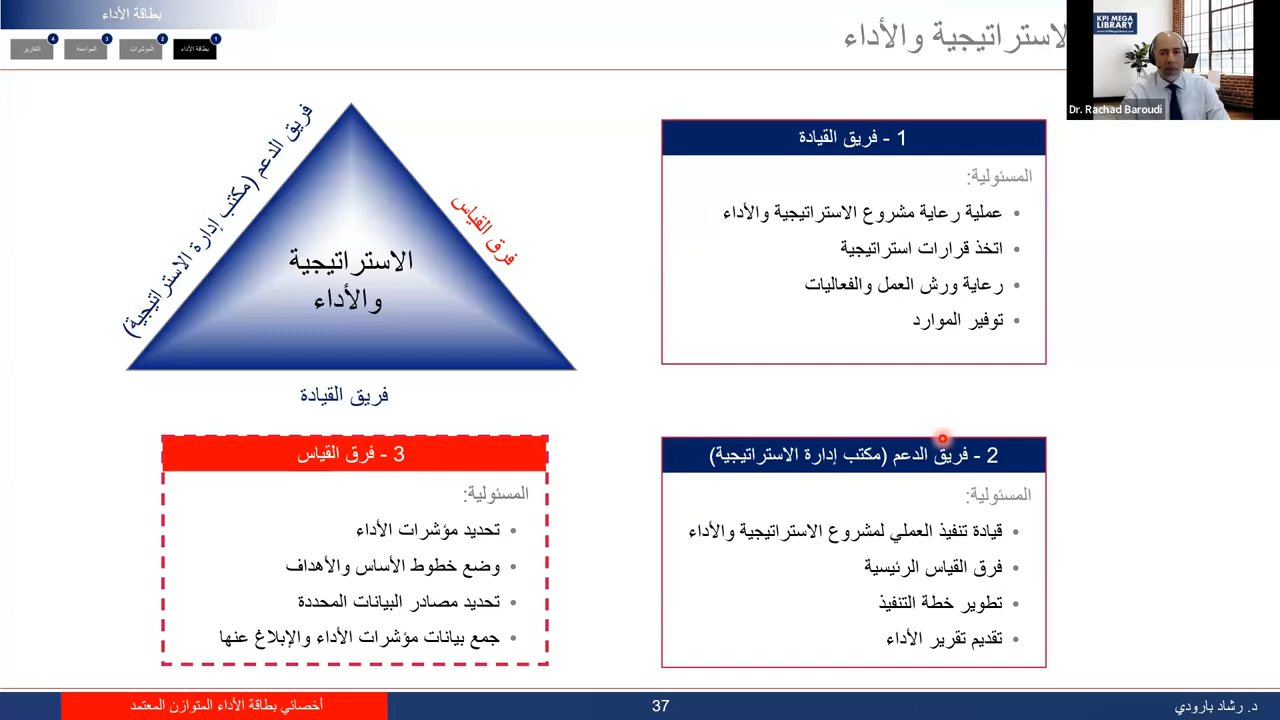 بطاقة الأداء
1
بطاقة الأداء
2
المؤشرات
3
المواءمة
4
التقارير
الاستراتيجية والأداء
KPI MEGA
LIBRARY
www.KPIMegaLibrary.com
Dr. Rachad Baroudi
فريق الدعم (مكتب إدارة الاستراتيجية)
فرق القياس
الاستراتيجية
والأداء
فريق القيادة
1 - فريق القيادة
المسئولية:
• عملية رعاية مشروع الاستراتيجية والأداء
• اتخذ قرارات استراتيجية
• رعاية ورش العمل والفعاليات
• توفير الموارد
2 - فريق الدعم (مكتب إدارة الاستراتيجية)
المسئولية:
• قيادة تنفيذ العملي لمشروع الاستراتيجية والأداء
• فرق القياس الرئيسية
• تطوير خطة التنفيذ
• تقديم تقرير الأداء
3 - فرق القياس
المسئولية:
• تحديد مؤشرات الأداء
• وضع خطوط الأساس والأهداف
• تحديد مصادر البيانات المحددة
• جمع بيانات مؤشرات الأداء والإبلاغ عنها
د. رشاد بارودي
37
أخصائي بطاقة الأداء المتوازن المعتمد